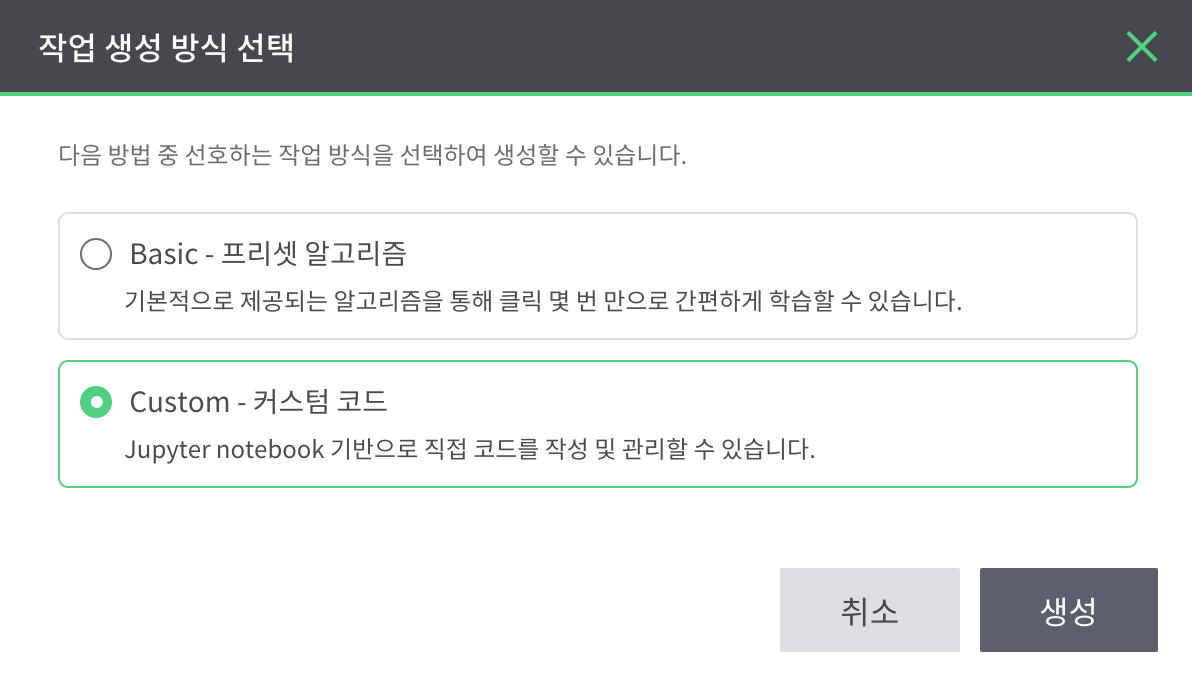 작업 생성 방식 선택
다음 방법 중 선호하는 작업 방식을 선택하여 생성할 수 있습니다.
Basic - 프리셋 알고리즘
기본적으로 제공되는 알고리즘을 통해 클릭 몇 번 만으로 간편하게 학습할 수 있습니다.
Custom - 커스텀 코드
Jupyter notebook 기반으로 직접 코드를 작성 및 관리할 수 있습니다.
취소
생성